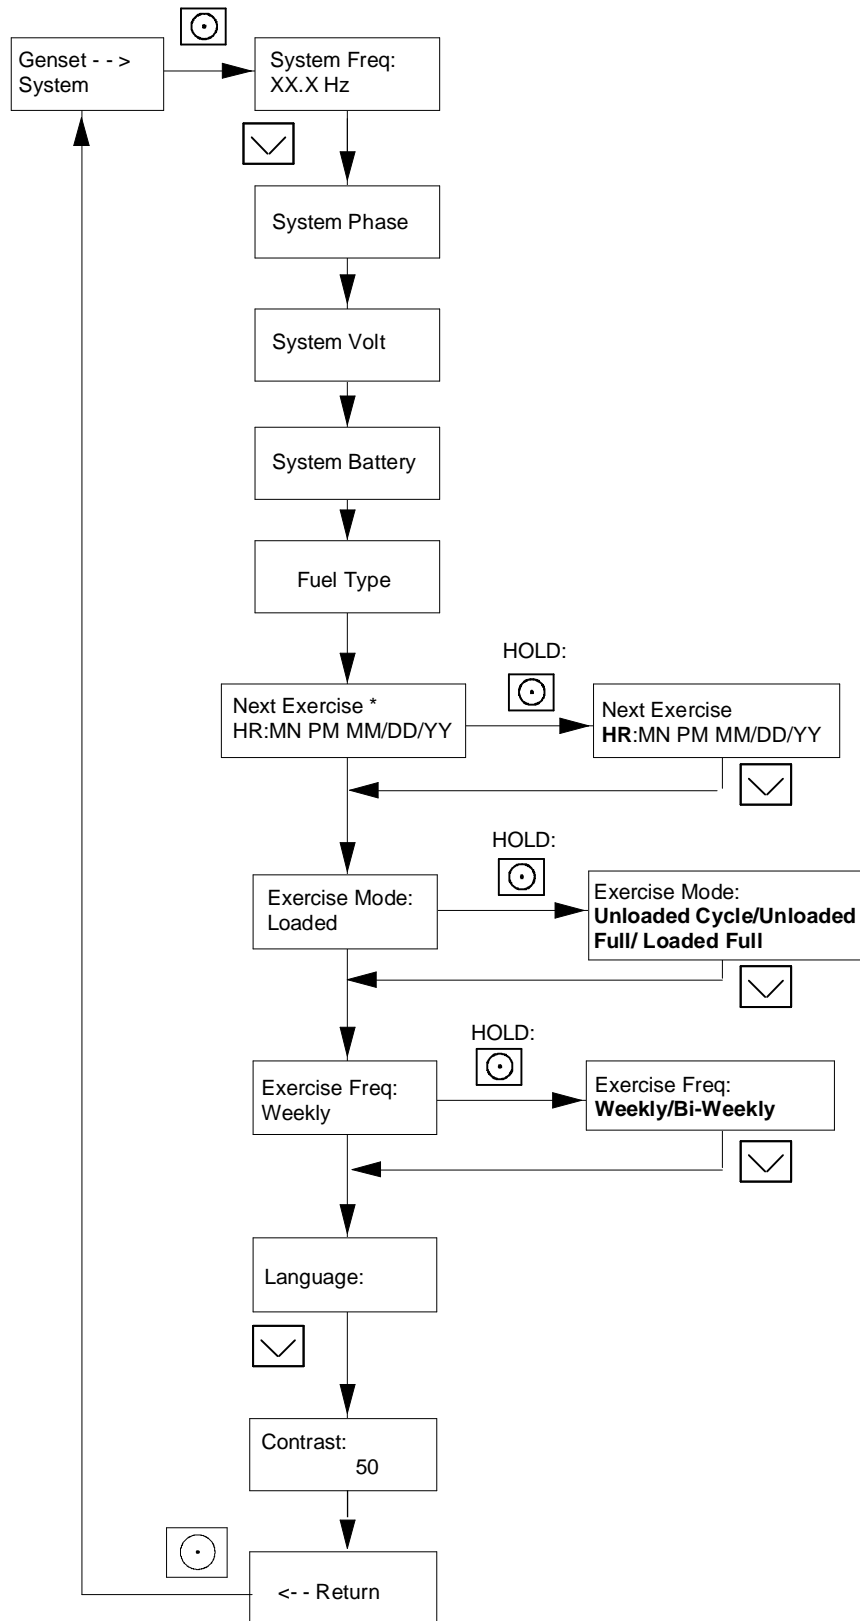 Genset - - >
System
System Freq:
XX.X Hz
System Phase
System Volt
System Battery
Fuel Type
HOLD:
Next Exercise *
HR:MN PM MM/DD/YY
Next Exercise
HR:MN PM MM/DD/YY
HOLD:
Exercise Mode:
Loaded
Exercise Mode:
Unloaded Cycle/Unloaded
Full/ Loaded Full
HOLD:
Exercise Freq:
Weekly
Exercise Freq:
Weekly/Bi-Weekly
Language:
Contrast:
50
<- - Return